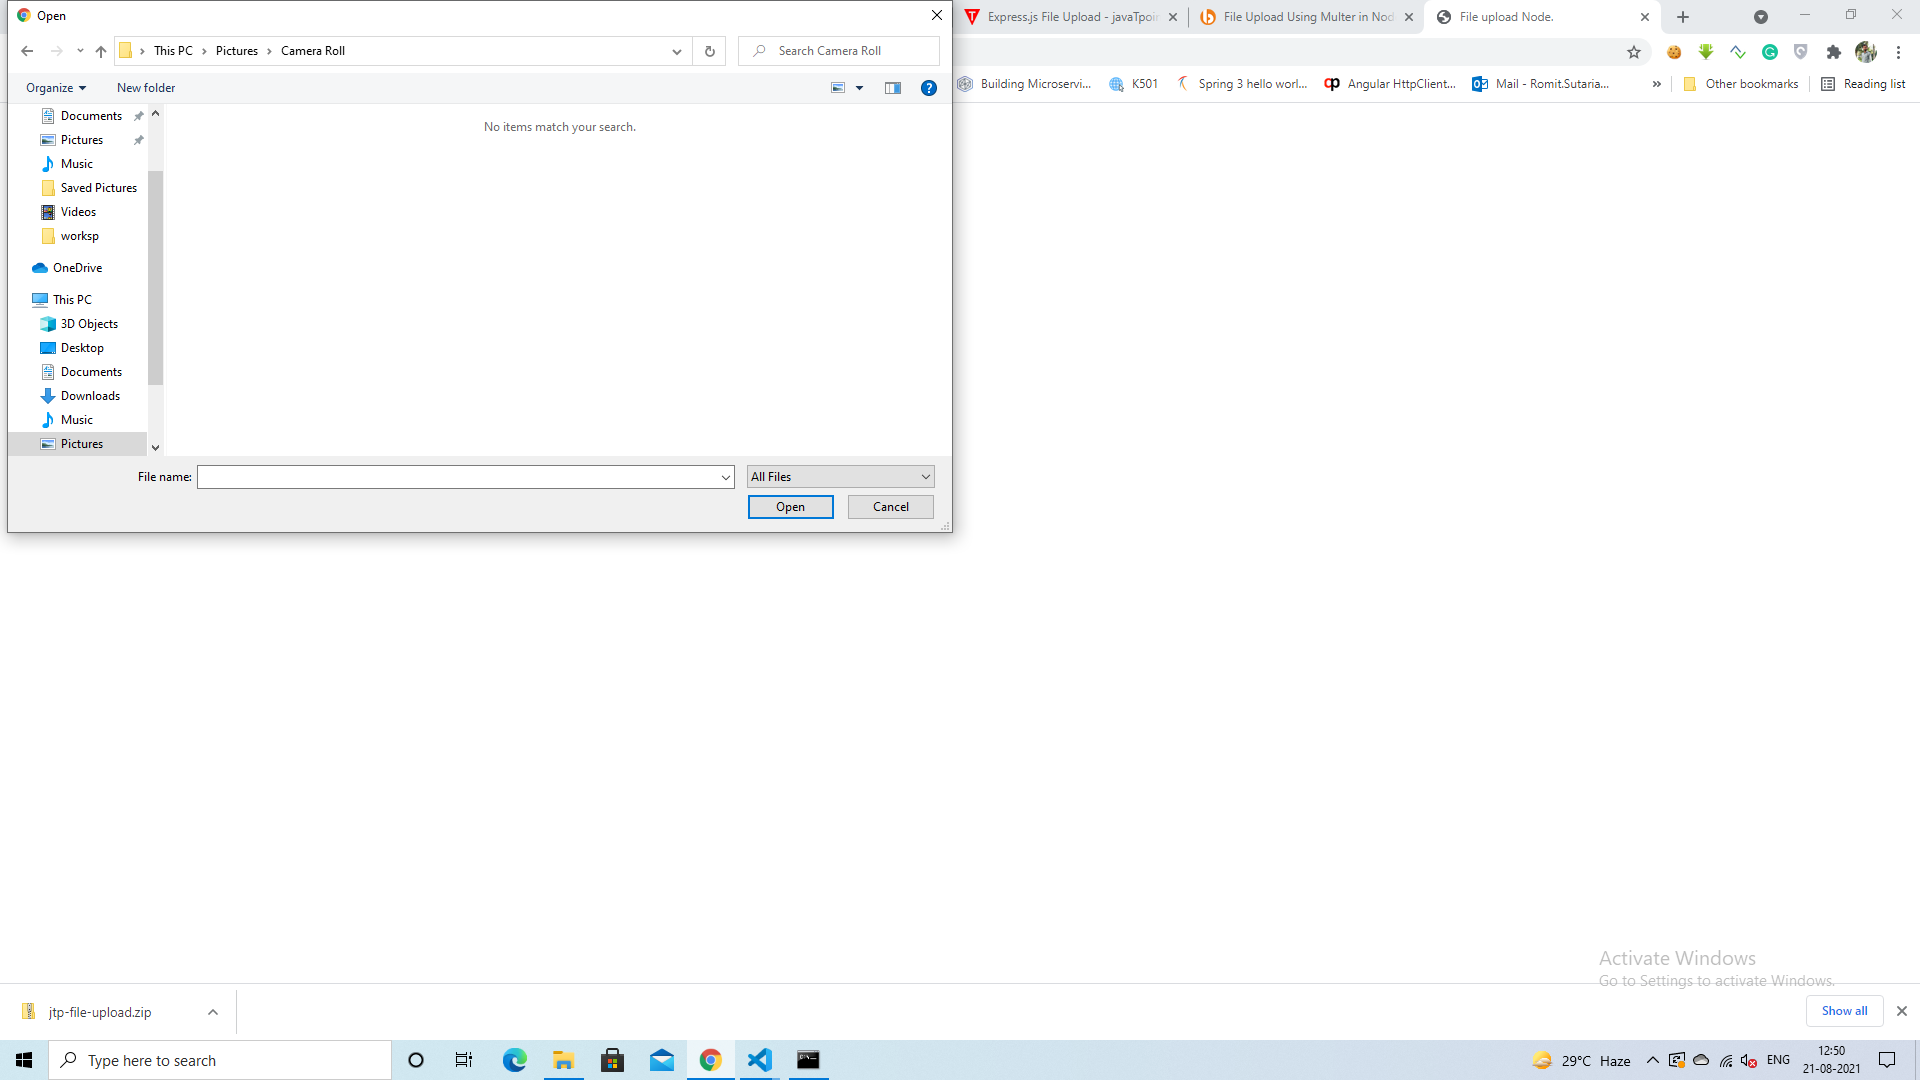 Open
This PC
Pictures
Camera Roll
Search Camera Roll
Organize
New folder
Documents
Pictures
Music
Saved Pictures
Videos
worksp
OneDrive
This PC
3D Objects
Desktop
Documents
Downloads
Music
Pictures
No items match your search.
File name:
All Files
Open
Cancel
Express.js File Upload - javaTpoin
File Upload Using Multer in Nod
File upload Node.
Building Microservi...
K501
Spring 3 hello worl...
Angular HttpClient...
Mail - Romit.Sutaria...
»
Other bookmarks
Reading list
Activate Windows
Go to Settings to activate Windows.
jtp-file-upload.zip
Show all
Type here to search
29°C Haze
ENG
12:50
21-08-2021